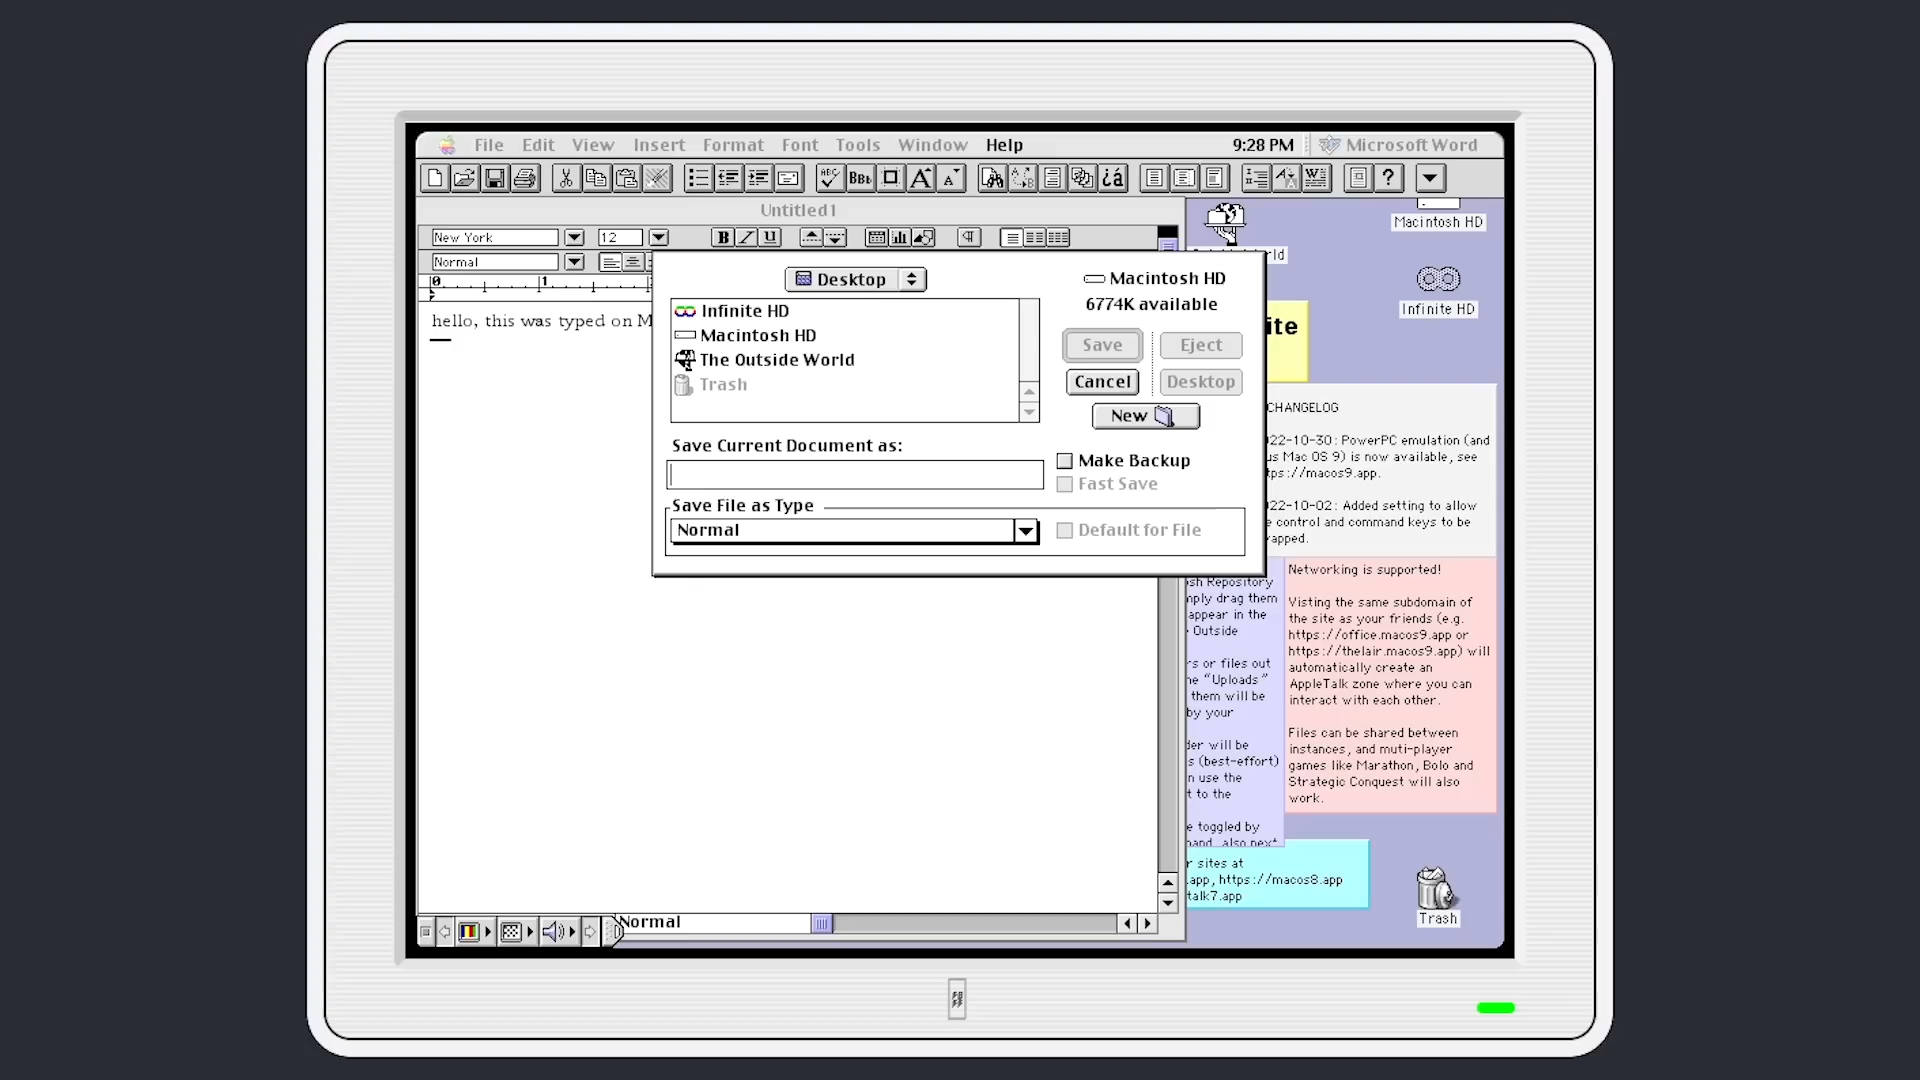 File Edit View Insert Format Font Tools Window Help 9:28 PM Microsoft Word
ABC BBb A A ¿á W ?
Untitled1
New York 12 B I U ¶
Normal
0 1
hello, this was typed on M
Desktop
Infinite HD
Macintosh HD
The Outside World
Trash
Macintosh HD
6774K available
Save Eject
Cancel Desktop
New
Save Current Document as:
Make Backup
Fast Save
Save File as Type
Normal
Default for File
Macintosh HD
Infinite HD
CHANGELOG
22-10-30: PowerPC emulation (and
us Mac OS 9) is now available, see
tps://macos9.app.
22-10-02: Added setting to allow
e control and command keys to be
apped.
sh Repository
mply drag them
appear in the
Outside
rs or files out
he "Uploads"
them will be
by your
der will be
s (best-effort)
n use the
t to the
e toggled by
Networking is supported!
Visting the same subdomain of
the site as your friends (e.g.
https://office.macos9.app or
https://thelair.macos9.app) will
automatically create an
AppleTalk zone where you can
interact with each other.
Files can be shared between
instances, and muti-player
games like Marathon, Bolo and
Strategic Conquest will also
work.
r sites at
.app, https://macos8.app
talk7.app
Trash
Normal